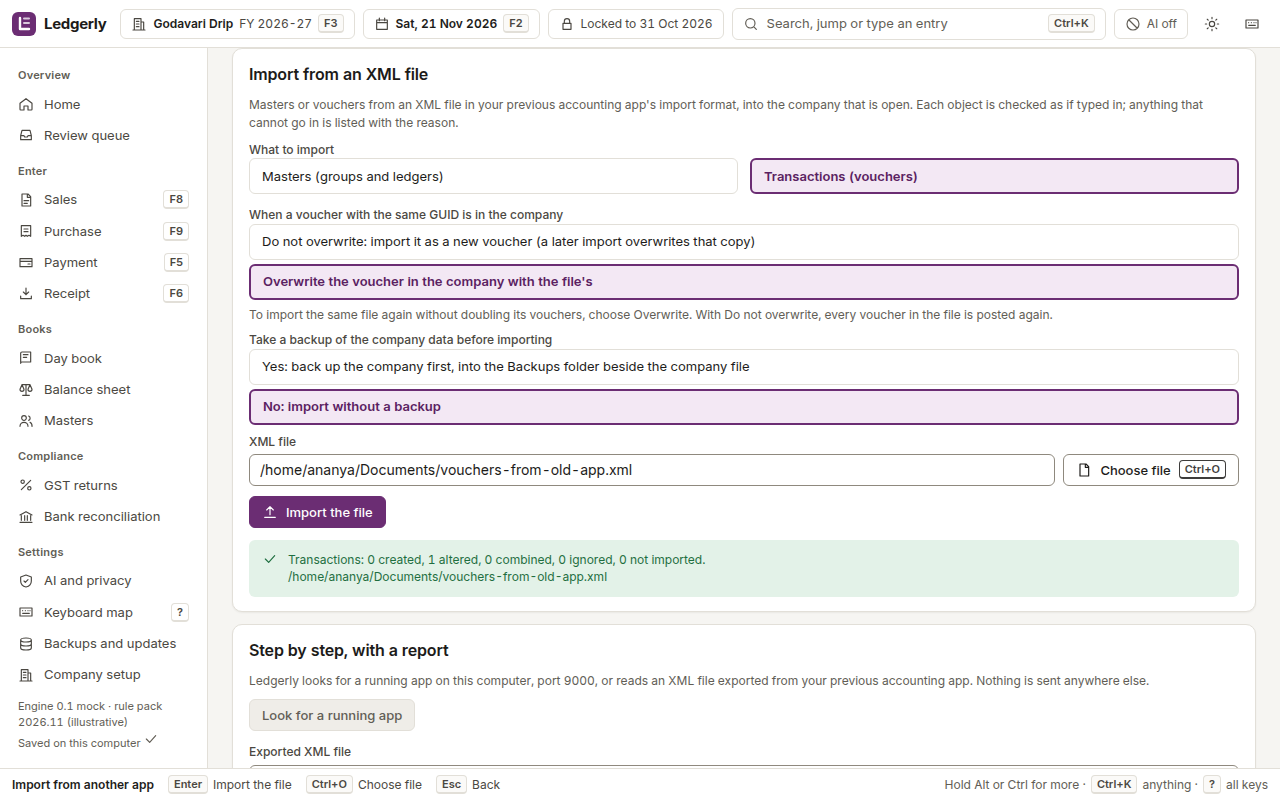 Ledgerly
Godavari Drip FY 2026-27 F3
Sat, 21 Nov 2026 F2
Locked to 31 Oct 2026
Search, jump or type an entry Ctrl+K
AI off
Overview
Home
Review queue
Enter
Sales F8
Purchase F9
Payment F5
Receipt F6
Books
Day book
Balance sheet
Masters
Compliance
GST returns
Bank reconciliation
Settings
AI and privacy
Keyboard map ?
Backups and updates
Company setup
Engine 0.1 mock · rule pack
2026.11 (illustrative)
Saved on this computer
Import from an XML file
Masters or vouchers from an XML file in your previous accounting app's import format, into the company that is open. Each object is checked as if typed in; anything that
cannot go in is listed with the reason.
What to import
Masters (groups and ledgers)
Transactions (vouchers)
When a voucher with the same GUID is in the company
Do not overwrite: import it as a new voucher (a later import overwrites that copy)
Overwrite the voucher in the company with the file's
To import the same file again without doubling its vouchers, choose Overwrite. With Do not overwrite, every voucher in the file is posted again.
Take a backup of the company data before importing
Yes: back up the company first, into the Backups folder beside the company file
No: import without a backup
XML file
/home/ananya/Documents/vouchers-from-old-app.xml
Choose file Ctrl+O
Import the file
Transactions: 0 created, 1 altered, 0 combined, 0 ignored, 0 not imported.
/home/ananya/Documents/vouchers-from-old-app.xml
Step by step, with a report
Ledgerly looks for a running app on this computer, port 9000, or reads an XML file exported from your previous accounting app. Nothing is sent anywhere else.
Look for a running app
Exported XML file
Import from another app Enter Import the file Ctrl+O Choose file Esc Back
Hold Alt or Ctrl for more · Ctrl+K anything · ? all keys